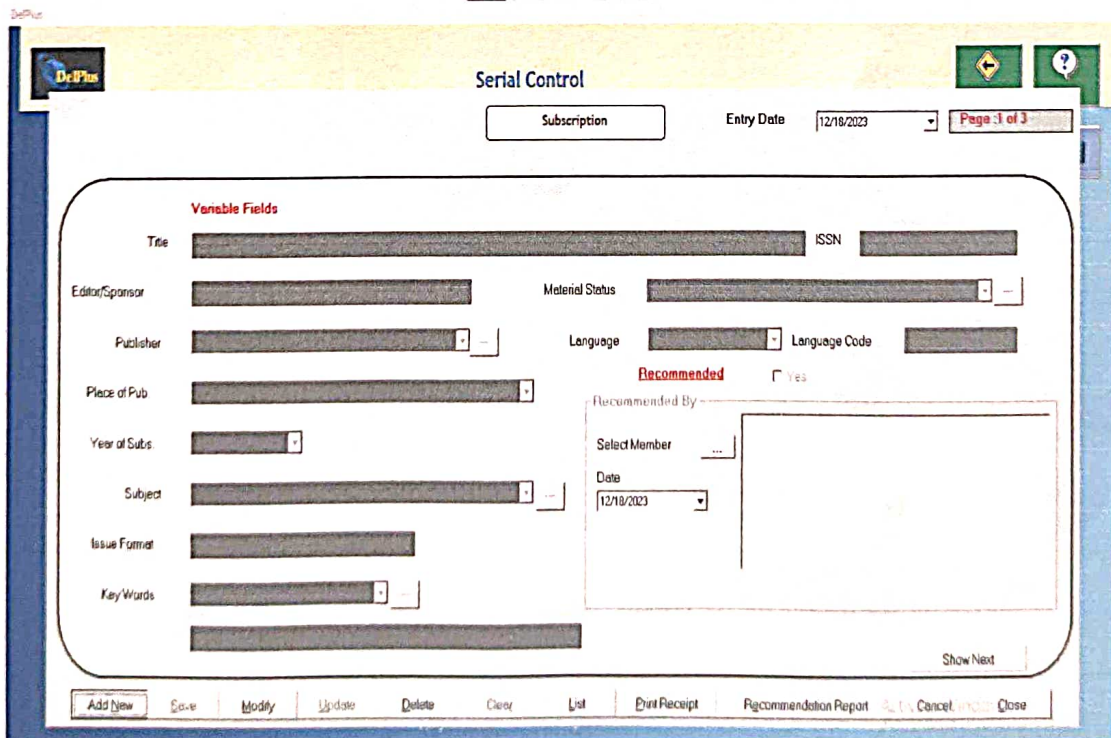 DelPlus
DelPlus
Serial Control
?
Subscription
Entry Date 12/18/2023 Page :1 of 3
Variable Fields
Title ISSN
Editor/Sponsor Material Status ...
Publisher ... Language Language Code
Recommended Yes
Place of Pub
Recommended By
Year of Subs.
Select Member ...
Date
Subject ...
12/18/2023
Issue Format
Key Words ...
Show Next
Add New Save Modify Update Delete Clear List Print Receipt Recommendation Report Cancel Close